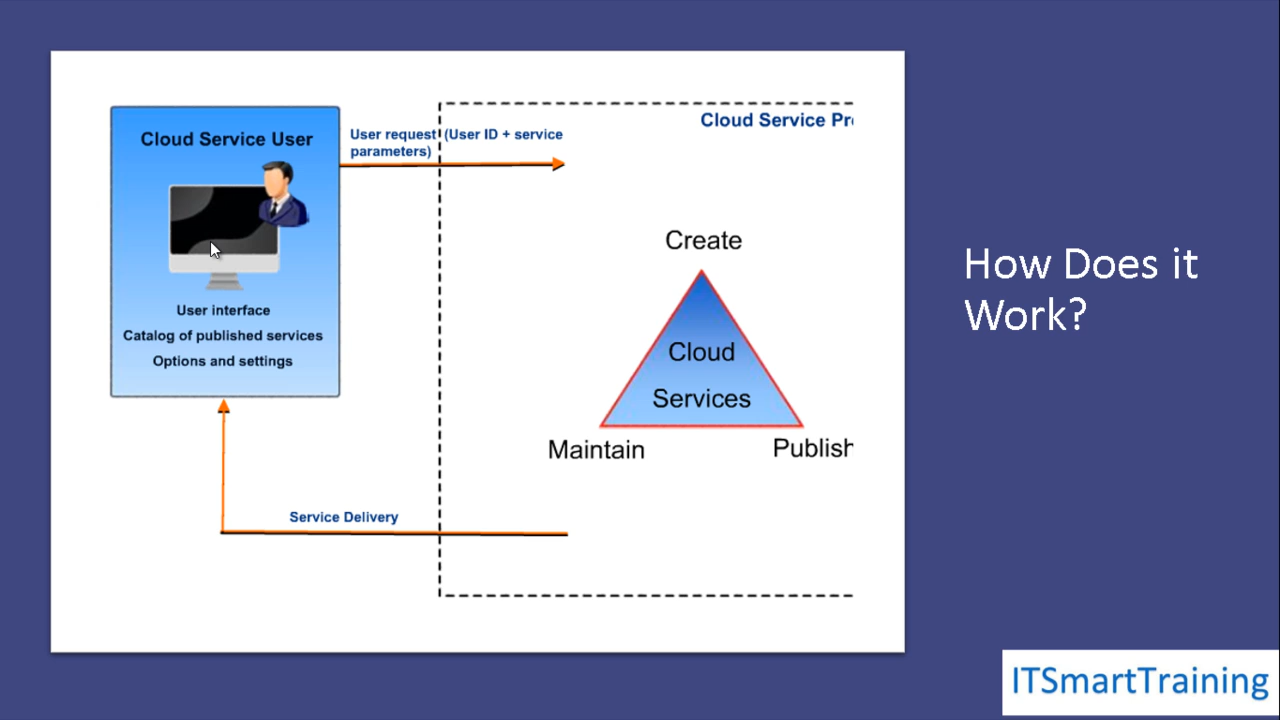 Cloud Service User
User interface
Catalog of published services
Options and settings
User request (User ID + service
parameters)
Cloud Service Pr
Create
Cloud
Services
Maintain
Publish
Service Delivery
How Does it
Work?
ITSmartTraining